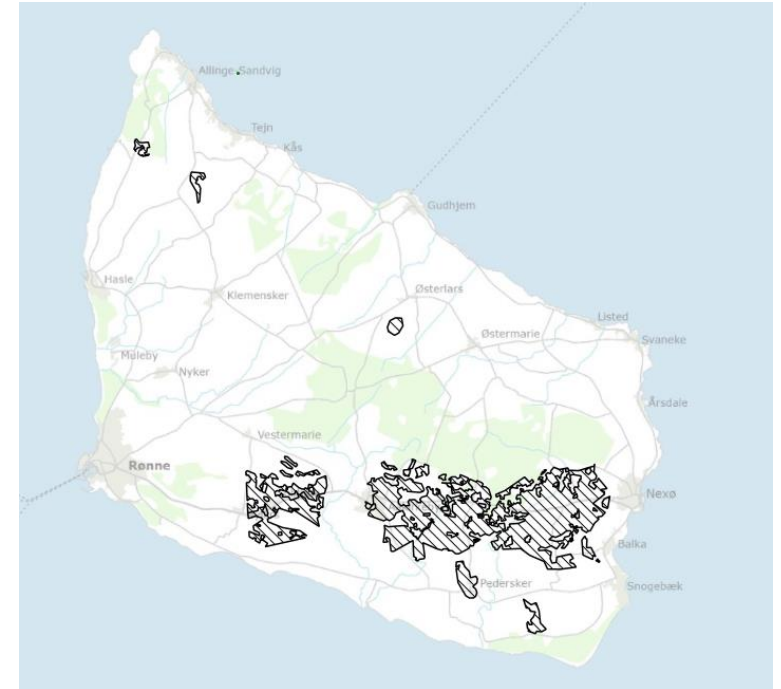 Allinge-Sandvig
Tejn
Kås
Gudhjem
Hasle
Klemensker
Østerlars
Listed
Østermarie
Svaneke
Muleby
Nyker
Årsdale
Vestermarie
Rønne
Nexø
Balka
Pedersker
Snogebæk